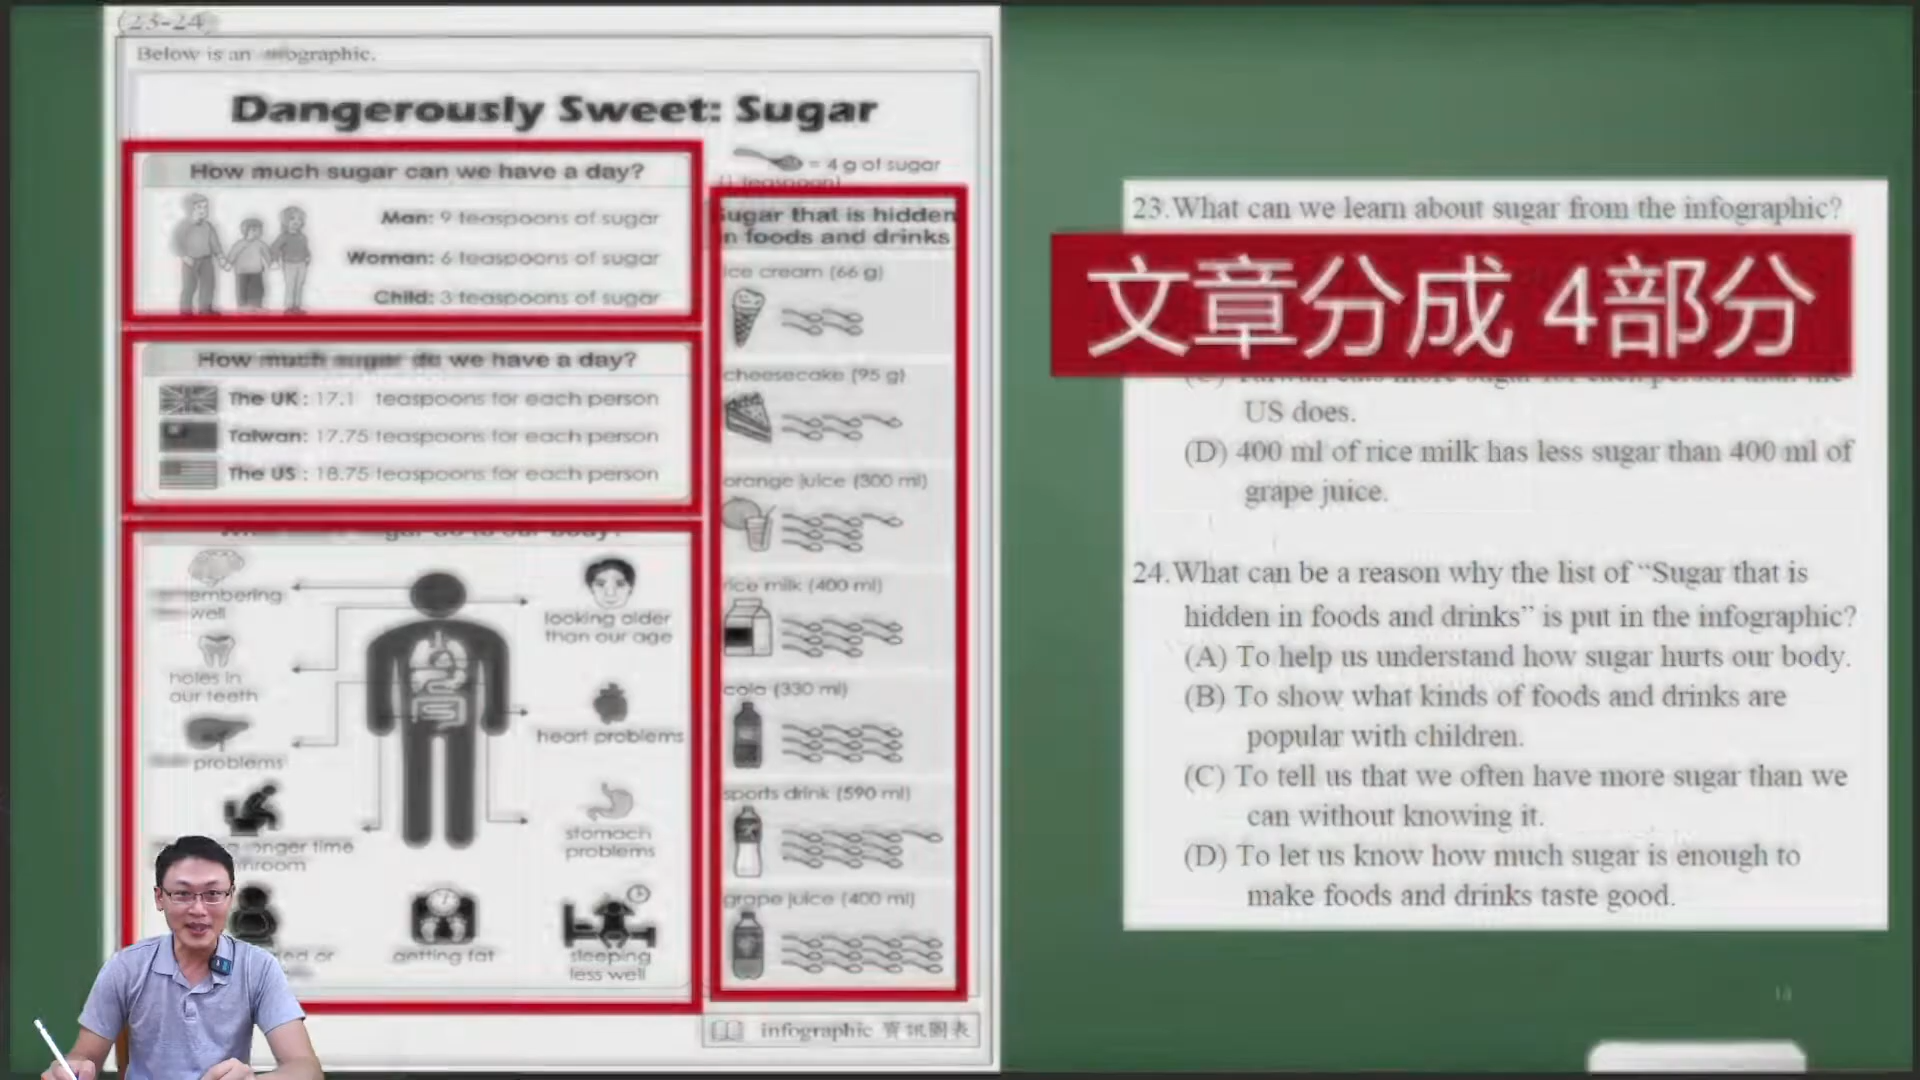 (23-24)
Below is an infographic.
Dangerously Sweet: Sugar
How much sugar can we have a day?
Man: 9 teaspoons of sugar
Woman: 6 teaspoons of sugar
Child: 3 teaspoons of sugar
How much sugar do we have a day?
The UK : 17.1 teaspoons for each person
Taiwan: 17.75 teaspoons for each person
The US : 18.75 teaspoons for each person
well
holes in
our teeth
problems
longer time
getting fat
looking older
than our age
heart problems
stomach
problems
sleeping
less well
= 4 g of sugar
(1 teaspoon)
Sugar that is hidden
in foods and drinks
ice cream (66 g)
cheesecake (95 g)
orange juice (300 ml)
rice milk (400 ml)
cola (330 ml)
sports drink (590 ml)
grape juice (400 ml)
infographic 資訊圖表
23.What can we learn about sugar from the infographic?
文章分成 4部分
US does.
(D) 400 ml of rice milk has less sugar than 400 ml of
grape juice.
24.What can be a reason why the list of “Sugar that is
hidden in foods and drinks” is put in the infographic?
(A) To help us understand how sugar hurts our body.
(B) To show what kinds of foods and drinks are
popular with children.
(C) To tell us that we often have more sugar than we
can without knowing it.
(D) To let us know how much sugar is enough to
make foods and drinks taste good.